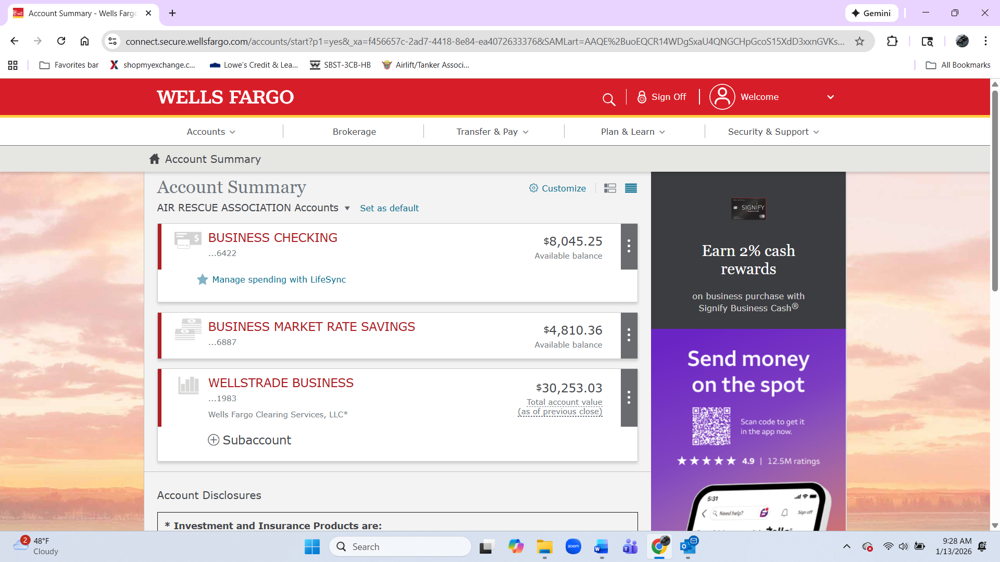 Account Summary - Wells Fargo
Gemini
connect.secure.wellsfargo.com/accounts/start?p1=yes&_xa=f456657c-2ad7-4418-8e84-ea4072633376&SAMLart=AAQE%2BuoEQCR14WDgSxaU4QNGCHpGcoS15XdD3xxnGVKs...
Favorites bar
shopmyexchange.c...
Lowe's Credit & Lea...
SBST-3CB-HB
Airlift/Tanker Associ...
All Bookmarks
WELLS FARGO
Sign Off
Welcome
Accounts
Brokerage
Transfer & Pay
Plan & Learn
Security & Support
Account Summary
Account Summary
Customize
AIR RESCUE ASSOCIATION Accounts
Set as default
BUSINESS CHECKING
...6422
$8,045.25
Available balance
Manage spending with LifeSync
BUSINESS MARKET RATE SAVINGS
...6887
$4,810.36
Available balance
WELLSTRADE BUSINESS
...1983
Wells Fargo Clearing Services, LLC*
$30,253.03
Total account value
(as of previous close)
Subaccount
Account Disclosures
* Investment and Insurance Products are:
SIGNIFY
Earn 2% cash
rewards
on business purchase with
Signify Business Cash®
Send money
on the spot
Scan code to get it
in the app now.
★★★★★ 4.9 | 12.5M ratings
5:31
Need help?
Sign off
2
48°F
Cloudy
Search
zoom
9:28 AM
1/13/2026